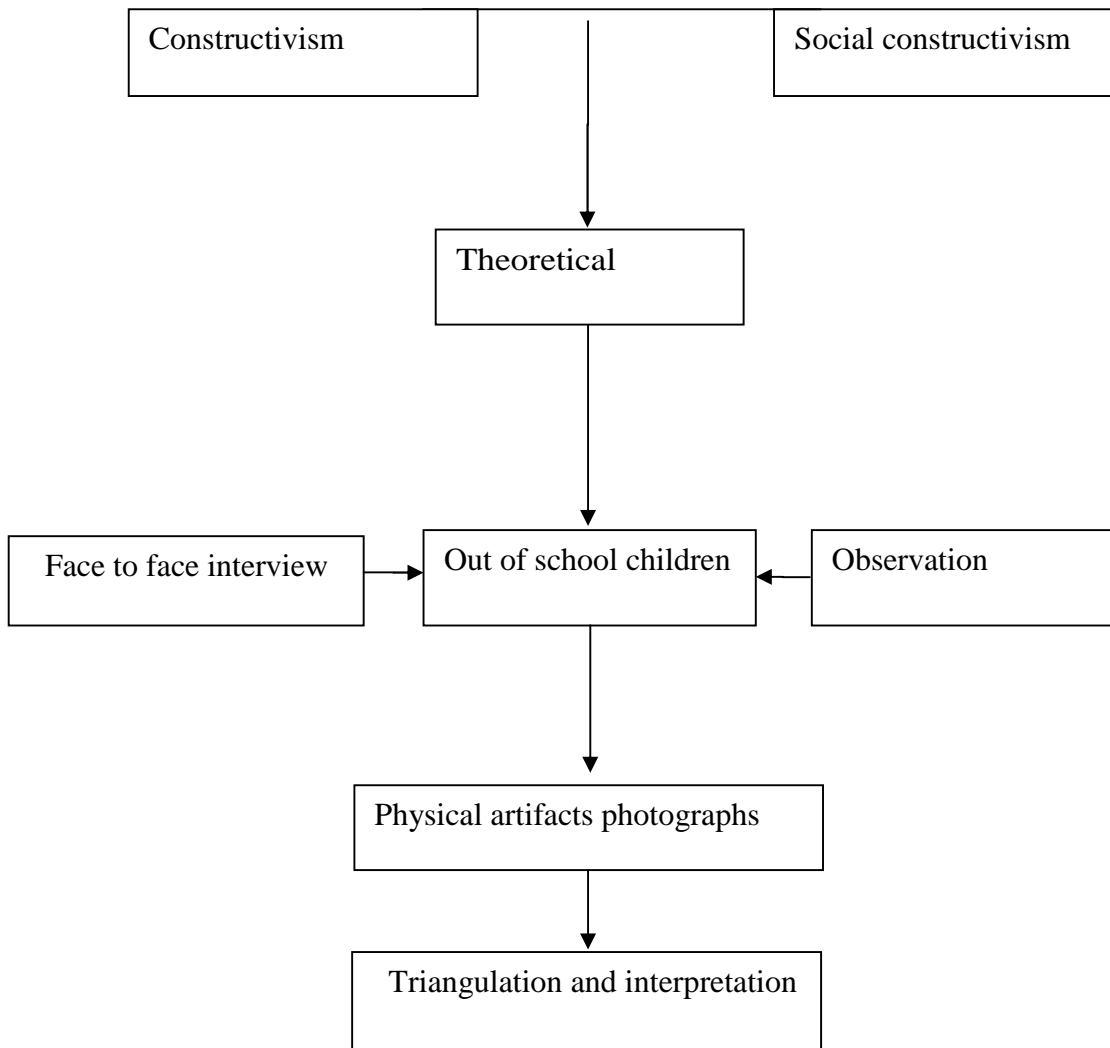 Constructivism
Social constructivism
Theoretical
Face to face interview
Out of school children
Observation
Physical artifacts photographs
Triangulation and interpretation